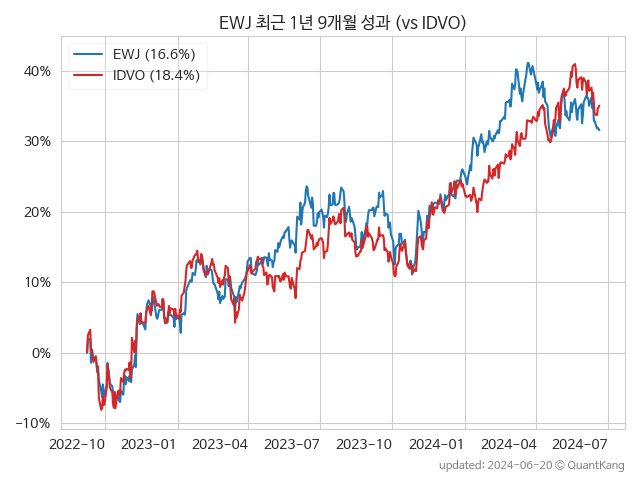 EWJ 최근 1년 9개월 성과 (vs IDVO)
EWJ (16.6%)
IDVO (18.4%)
40%
30%
20%
10%
0%
−10%
2022-10 2023-01 2023-04 2023-07 2023-10 2024-01 2024-04 2024-07
updated: 2024-06-20 © QuantKang